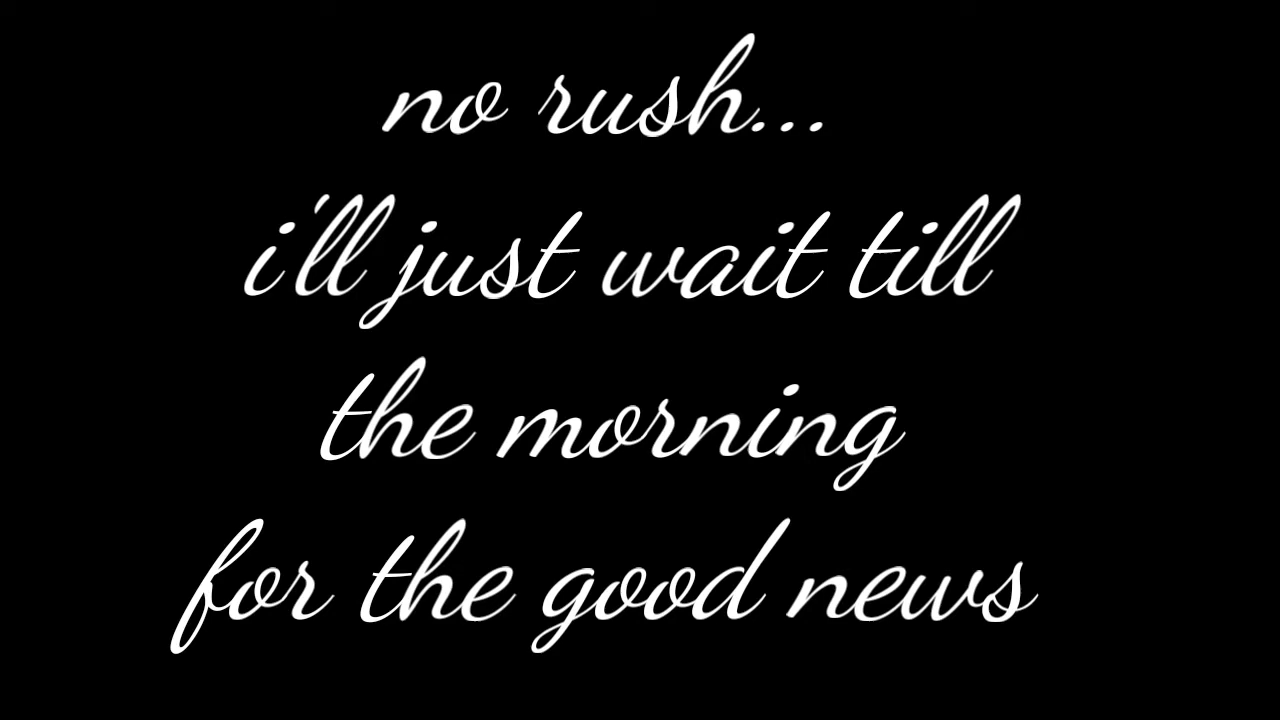 no rush...
i'll just wait till
the morning
for the good news